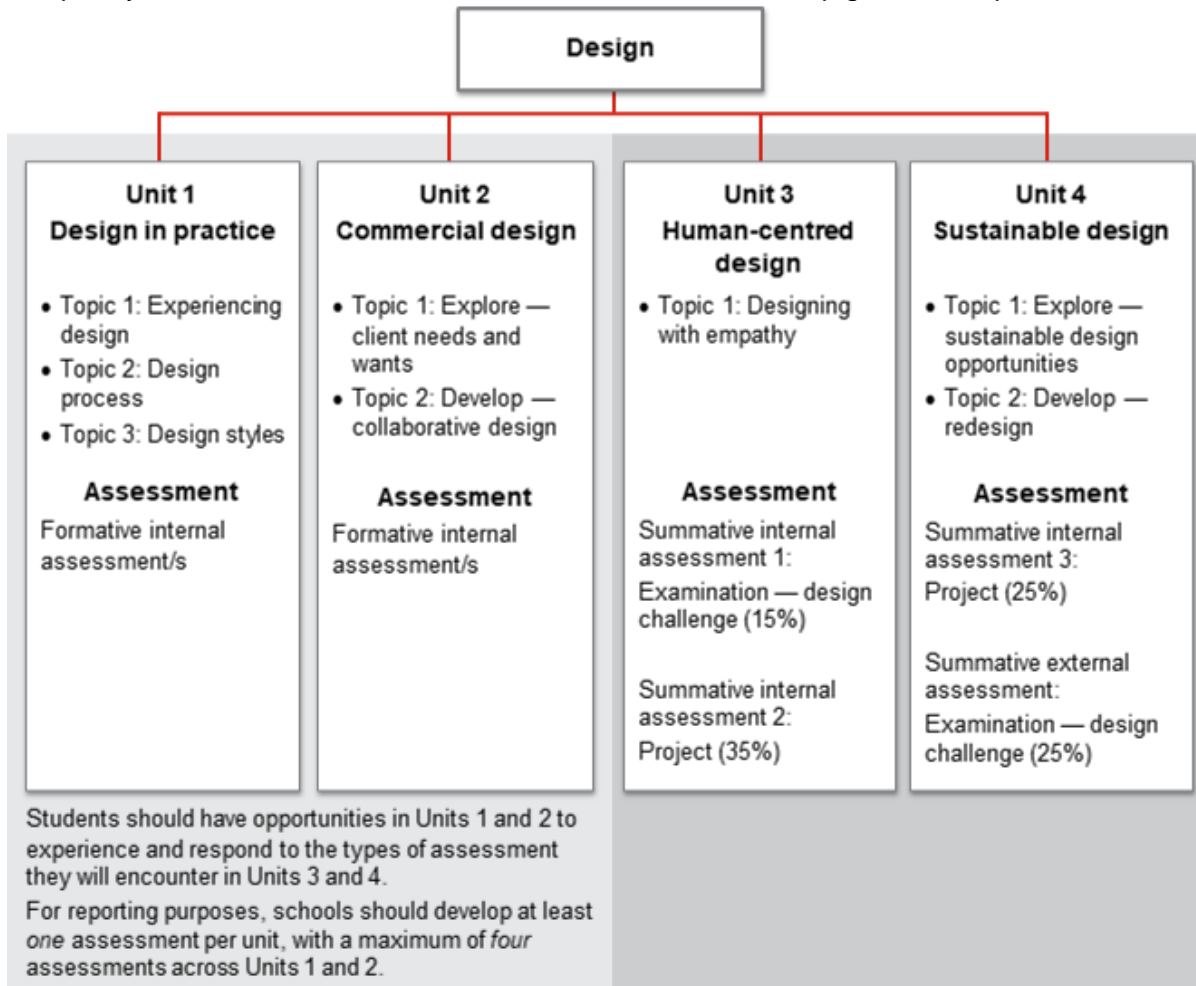 Design
Unit 1
Design in practice
• Topic 1: Experiencing
design
• Topic 2: Design
process
• Topic 3: Design styles
Assessment
Formative internal
assessment/s
Unit 2
Commercial design
• Topic 1: Explore —
client needs and
wants
• Topic 2: Develop —
collaborative design
Assessment
Formative internal
assessment/s
Unit 3
Human-centred
design
• Topic 1: Designing
with empathy
Assessment
Summative internal
assessment 1:
Examination — design
challenge (15%)
Summative internal
assessment 2:
Project (35%)
Unit 4
Sustainable design
• Topic 1: Explore —
sustainable design
opportunities
• Topic 2: Develop —
redesign
Assessment
Summative internal
assessment 3:
Project (25%)
Summative external
assessment:
Examination — design
challenge (25%)
Students should have opportunities in Units 1 and 2 to
experience and respond to the types of assessment
they will encounter in Units 3 and 4.
For reporting purposes, schools should develop at least
one assessment per unit, with a maximum of four
assessments across Units 1 and 2.